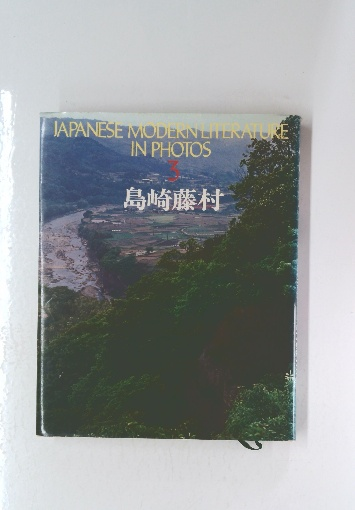 JAPANESE MODERN LITERATURE
IN PHOTOS
3
島崎藤村